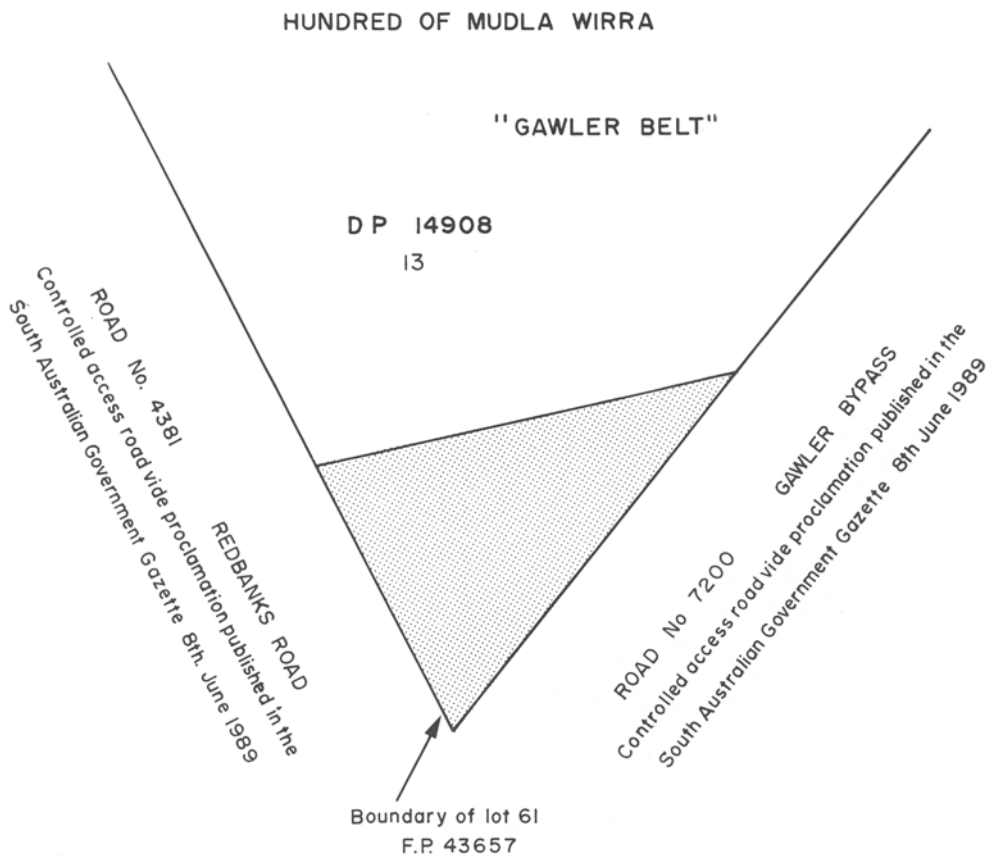 HUNDRED OF MUDLA WIRRA
"GAWLER BELT"
DP 14908
13
ROAD No. 4381 REDBANKS ROAD
Controlled access road vide proclamation published in the
South Australian Government Gazette 8th. June 1989
ROAD No 7200 GAWLER BYPASS
Controlled access road vide proclamation published in the
South Australian Government Gazette 8th June 1989
Boundary of lot 61
F.P. 43657